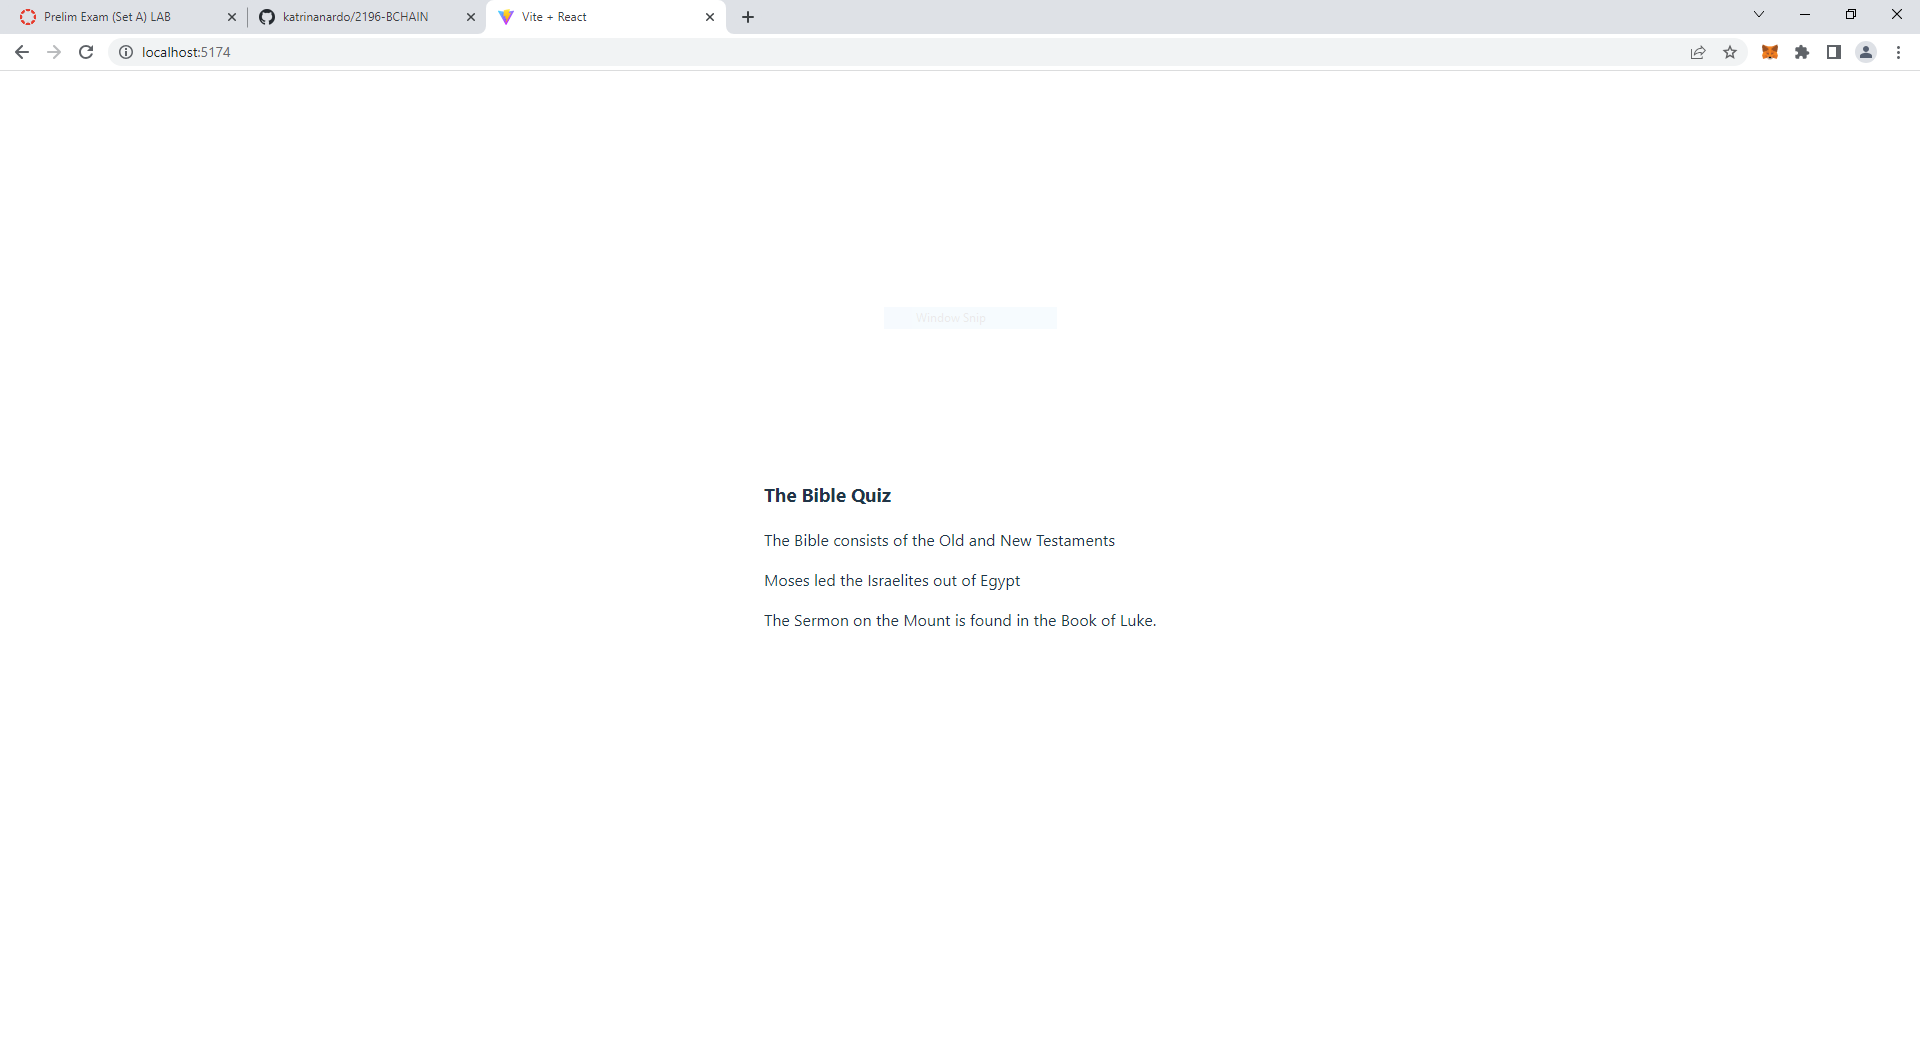 Prelim Exam (Set A) LAB
katrinanardo/2196-BCHAIN
Vite + React
localhost:5174
Window Snip
The Bible Quiz
The Bible consists of the Old and New Testaments
Moses led the Israelites out of Egypt
The Sermon on the Mount is found in the Book of Luke.